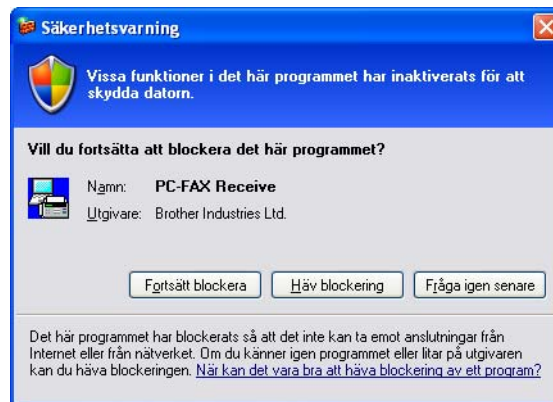 Säkerhetsvarning
Vissa funktioner i det här programmet har inaktiverats för att
skydda datorn.
Vill du fortsätta att blockera det här programmet?
Namn: PC-FAX Receive
Utgivare: Brother Industries Ltd.
Fortsätt blockera Häv blockering Fråga igen senare
Det här programmet har blockerats så att det inte kan ta emot anslutningar från
Internet eller från nätverket. Om du känner igen programmet eller litar på utgivaren
kan du häva blockeringen. När kan det vara bra att häva blockering av ett program?